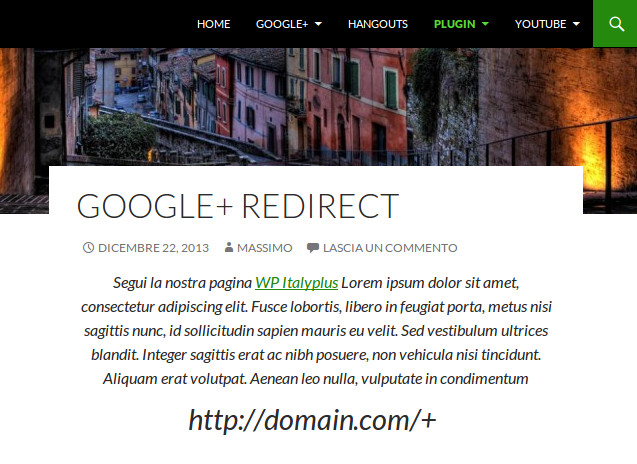 HOME GOOGLE+ HANGOUTS PLUGIN YOUTUBE
GOOGLE+ REDIRECT
DICEMBRE 22, 2013 MASSIMO LASCIA UN COMMENTO
Segui la nostra pagina WP Italyplus Lorem ipsum dolor sit amet,
consectetur adipiscing elit. Fusce lobortis, libero in feugiat porta, metus nisi
sagittis nunc, id sollicitudin sapien mauris eu velit. Sed vestibulum ultrices
blandit. Integer sagittis erat ac nibh posuere, non vehicula nisi tincidunt.
Aliquam erat volutpat. Aenean leo nulla, vulputate in condimentum
http://domain.com/+